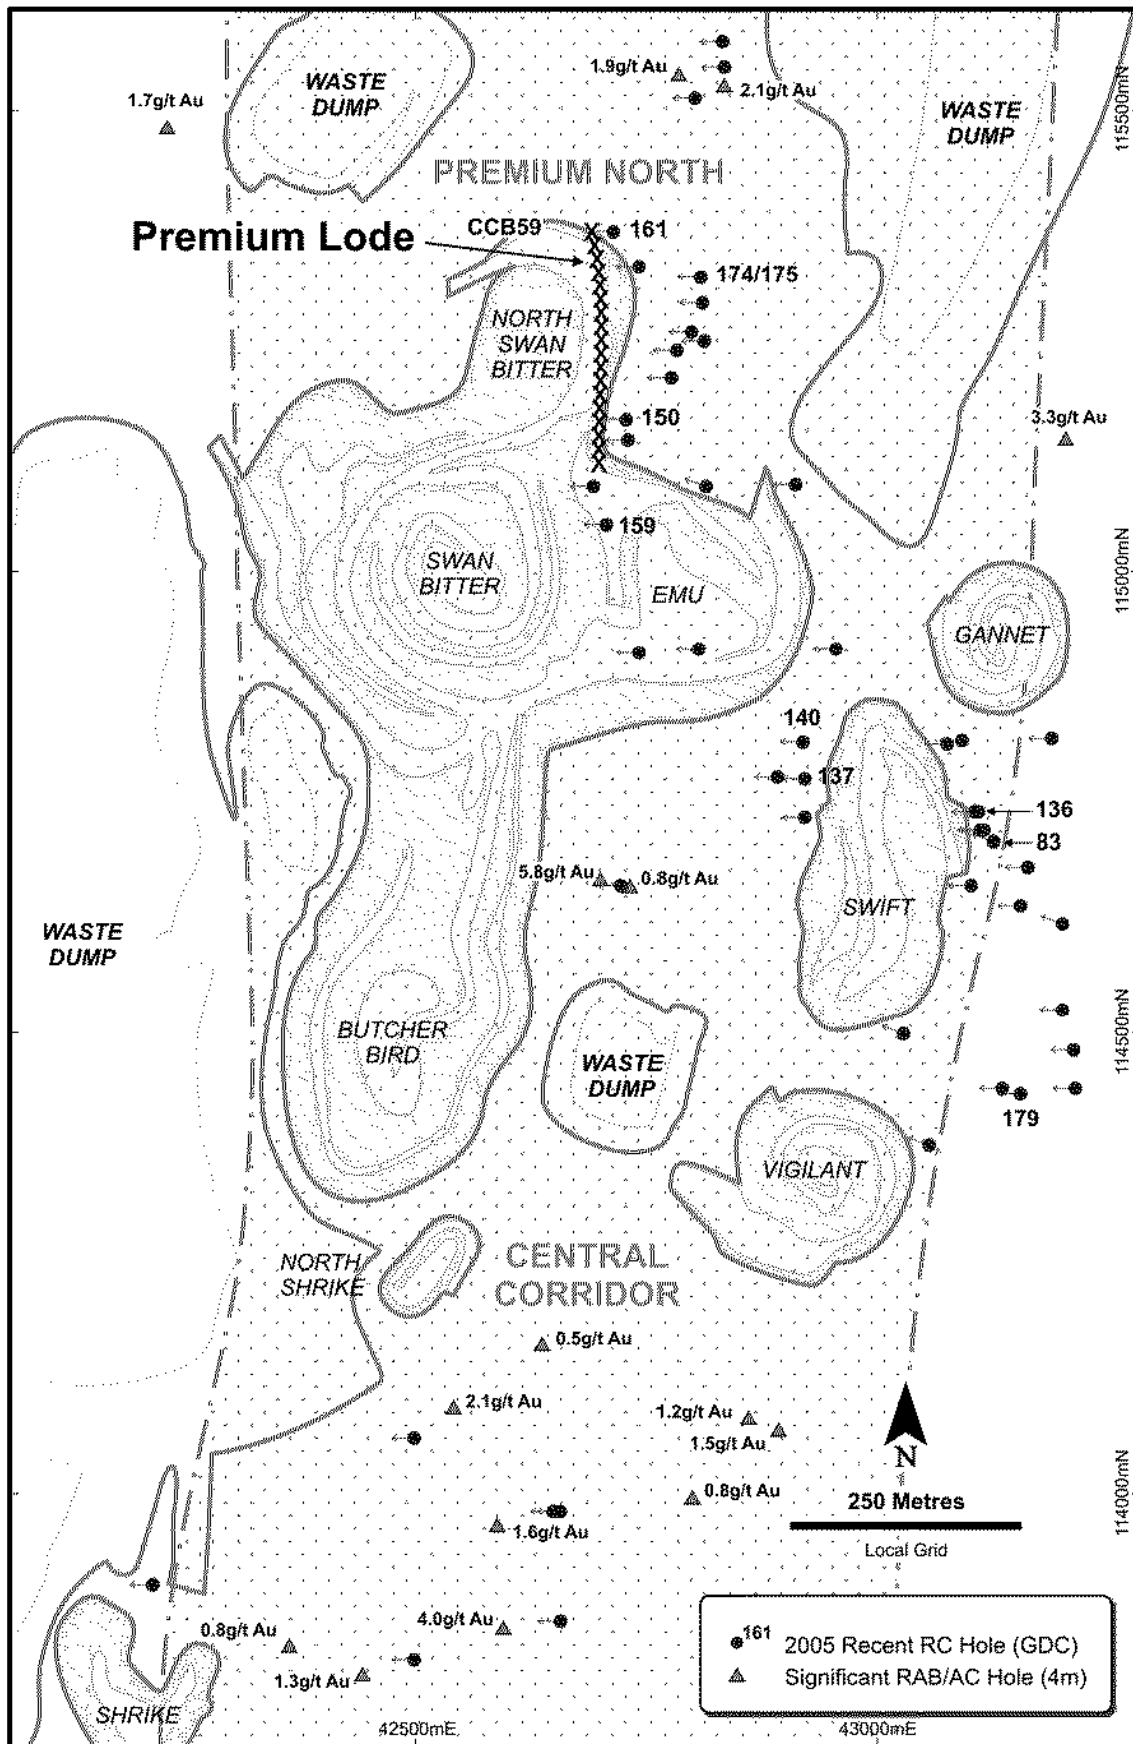 WASTE
DUMP
1.7g/t Au
1.9g/t Au
2.1g/t Au
WASTE
DUMP
115500mN
PREMIUM NORTH
Premium Lode
CCB59
161
174/175
NORTH
SWAN
BITTER
150
3.3g/t Au
159
SWAN
BITTER
EMU
115000mN
GANNET
140
137
136
83
5.8g/t Au
0.8g/t Au
SWIFT
WASTE
DUMP
BUTCHER
BIRD
WASTE
DUMP
114500mN
179
VIGILANT
NORTH
SHRIKE
CENTRAL
CORRIDOR
0.5g/t Au
2.1g/t Au
1.2g/t Au
1.5g/t Au
N
0.8g/t Au
1.6g/t Au
250 Metres
Local Grid
114000mN
0.8g/t Au
4.0g/t Au
1.3g/t Au
SHRIKE
161 2005 Recent RC Hole (GDC)
Significant RAB/AC Hole (4m)
42500mE
43000mE